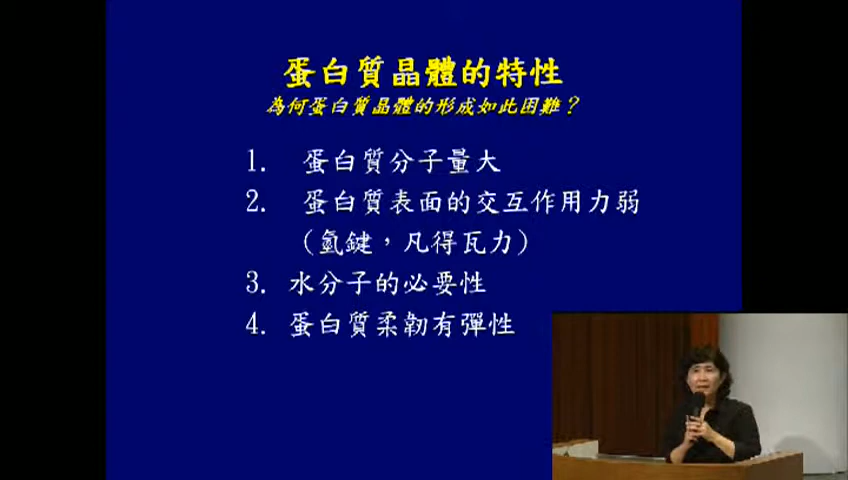 蛋白質晶體的特性
為何蛋白質晶體的形成如此困難？
1. 蛋白質分子量大
2. 蛋白質表面的交互作用力弱
(氫鍵，凡得瓦力)
3. 水分子的必要性
4. 蛋白質柔韌有彈性